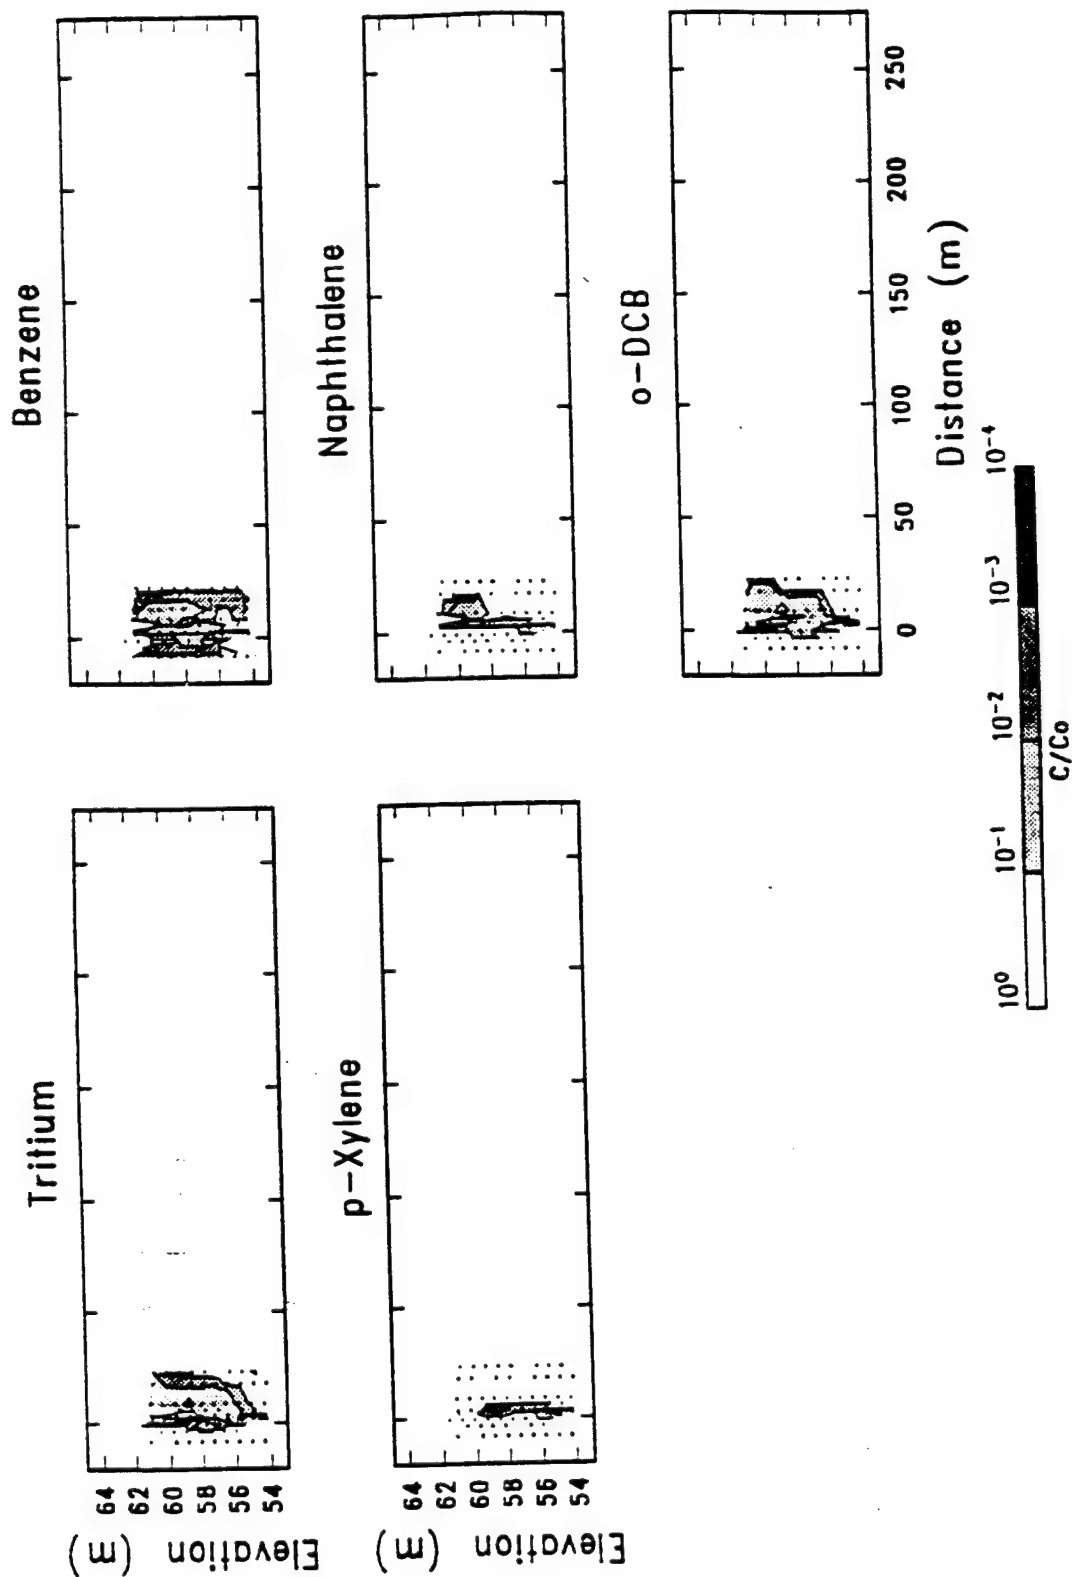 Tritium
Benzene
Elevation (m)
64
62
60
58
56
54
p-Xylene
Naphthalene
Elevation (m)
64
62
60
58
56
54
o-DCB
0
50
100
150
200
250
Distance (m)
10⁰
10⁻¹
10⁻²
10⁻³
10⁻⁴
C/Co